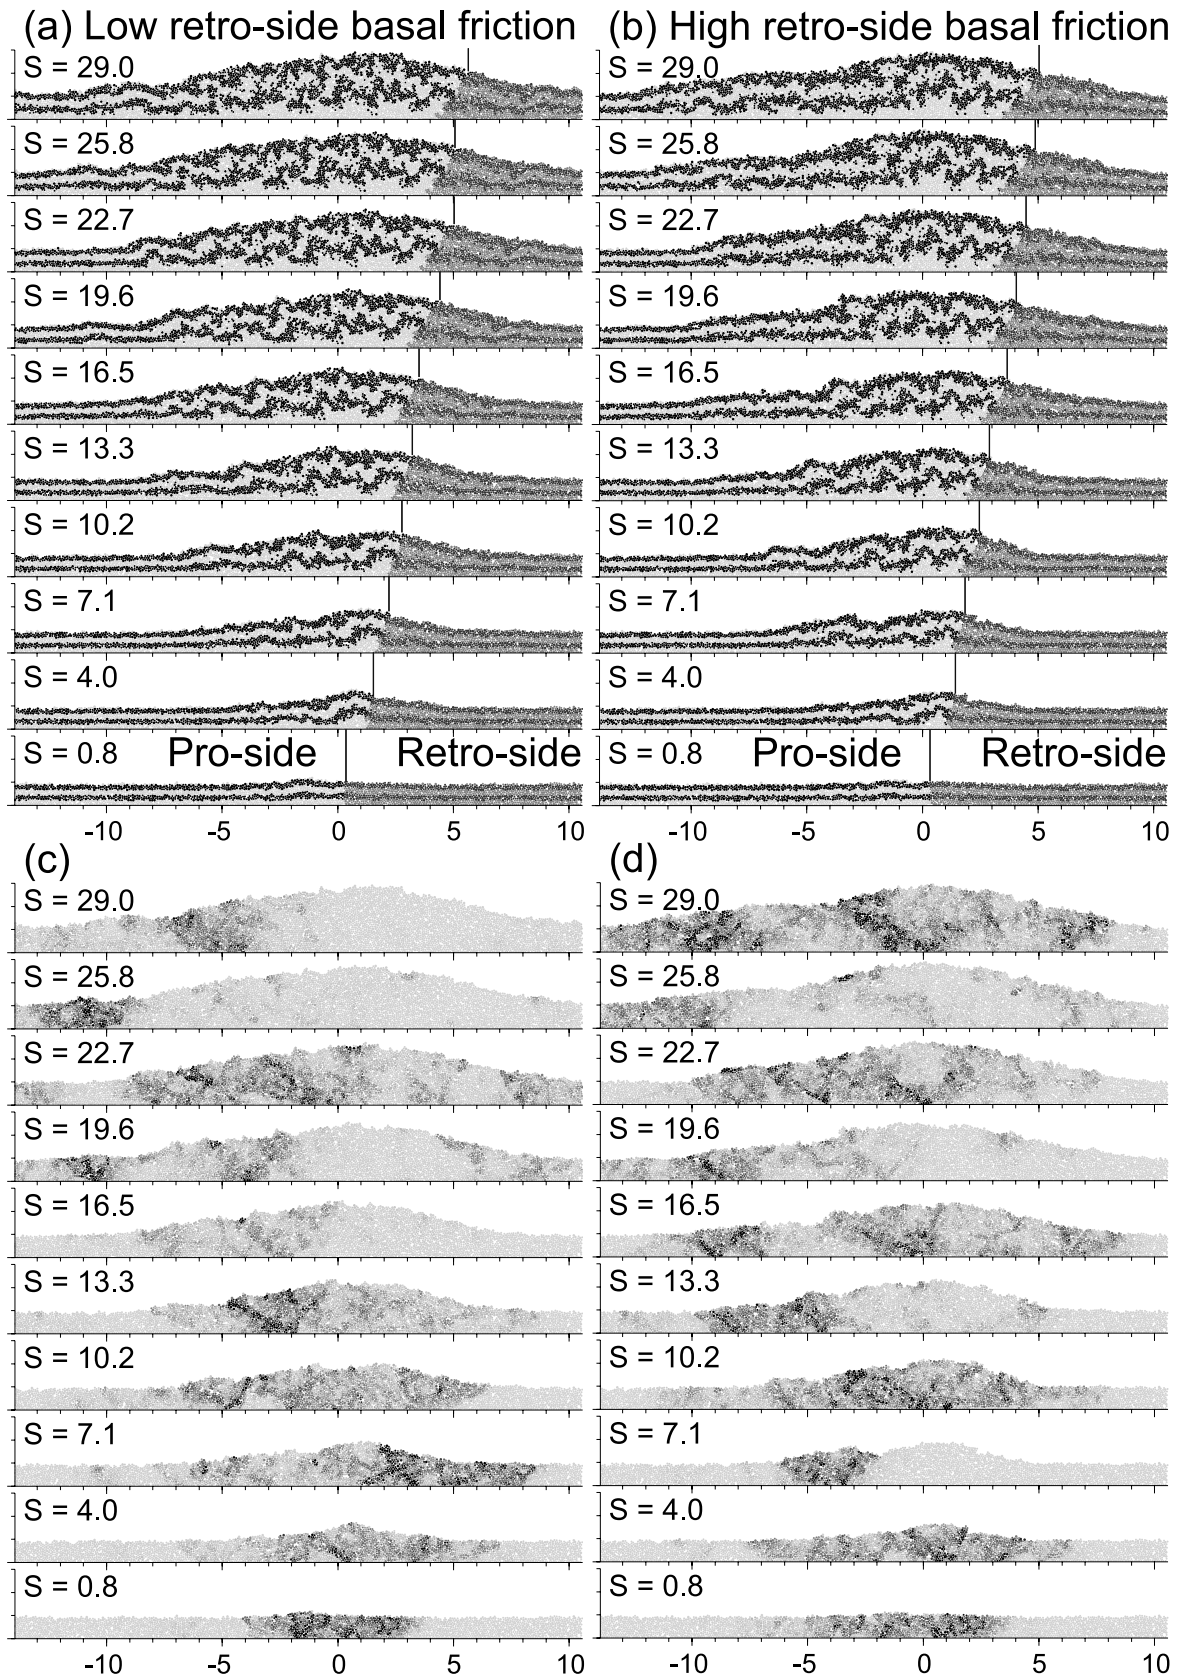 (a) Low retro-side basal friction
S = 29.0
S = 25.8
S = 22.7
S = 19.6
S = 16.5
S = 13.3
S = 10.2
S = 7.1
S = 4.0
S = 0.8 Pro-side Retro-side
-10 -5 0 5 10
(b) High retro-side basal friction
S = 29.0
S = 25.8
S = 22.7
S = 19.6
S = 16.5
S = 13.3
S = 10.2
S = 7.1
S = 4.0
S = 0.8 Pro-side Retro-side
-10 -5 0 5 10
(c)
S = 29.0
S = 25.8
S = 22.7
S = 19.6
S = 16.5
S = 13.3
S = 10.2
S = 7.1
S = 4.0
S = 0.8
-10 -5 0 5 10
(d)
S = 29.0
S = 25.8
S = 22.7
S = 19.6
S = 16.5
S = 13.3
S = 10.2
S = 7.1
S = 4.0
S = 0.8
-10 -5 0 5 10